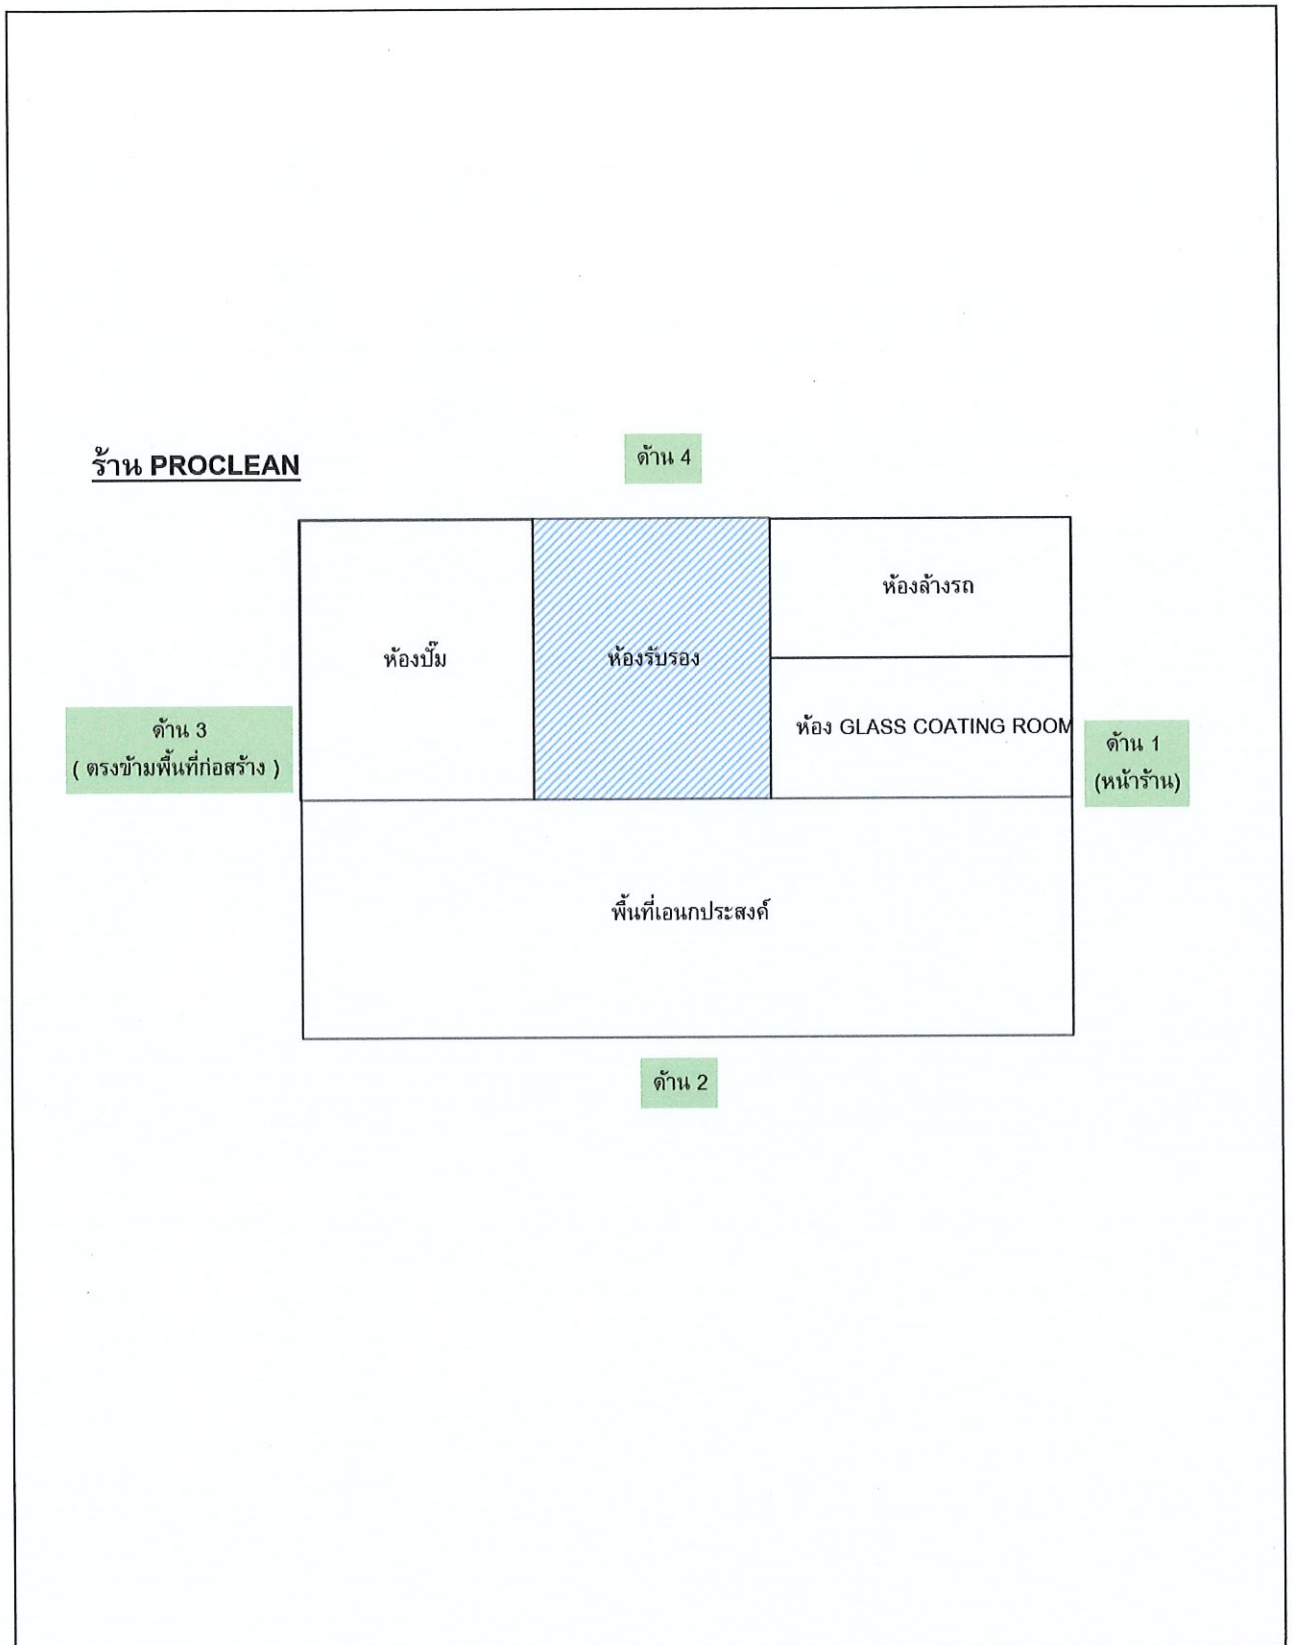 ร้าน PROCLEAN
ด้าน 4
ห้องล้างรถ
ห้องปั๊ม
ห้องรับรอง
ห้อง GLASS COATING ROOM
ด้าน 3
( ตรงข้ามพื้นที่ก่อสร้าง )
ด้าน 1
(หน้าร้าน)
พื้นที่เอนกประสงค์
ด้าน 2